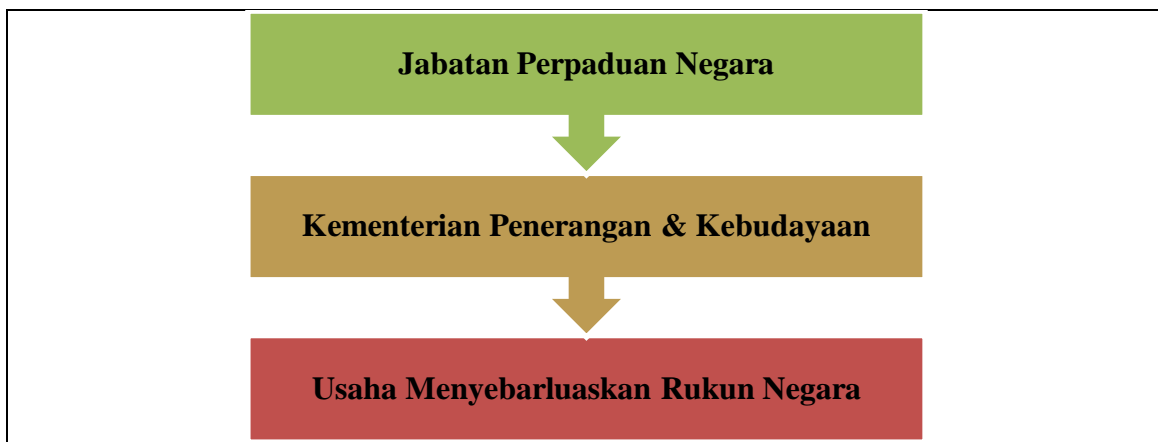 Jabatan Perpaduan Negara
Kementerian Penerangan & Kebudayaan
Usaha Menyebarluaskan Rukun Negara